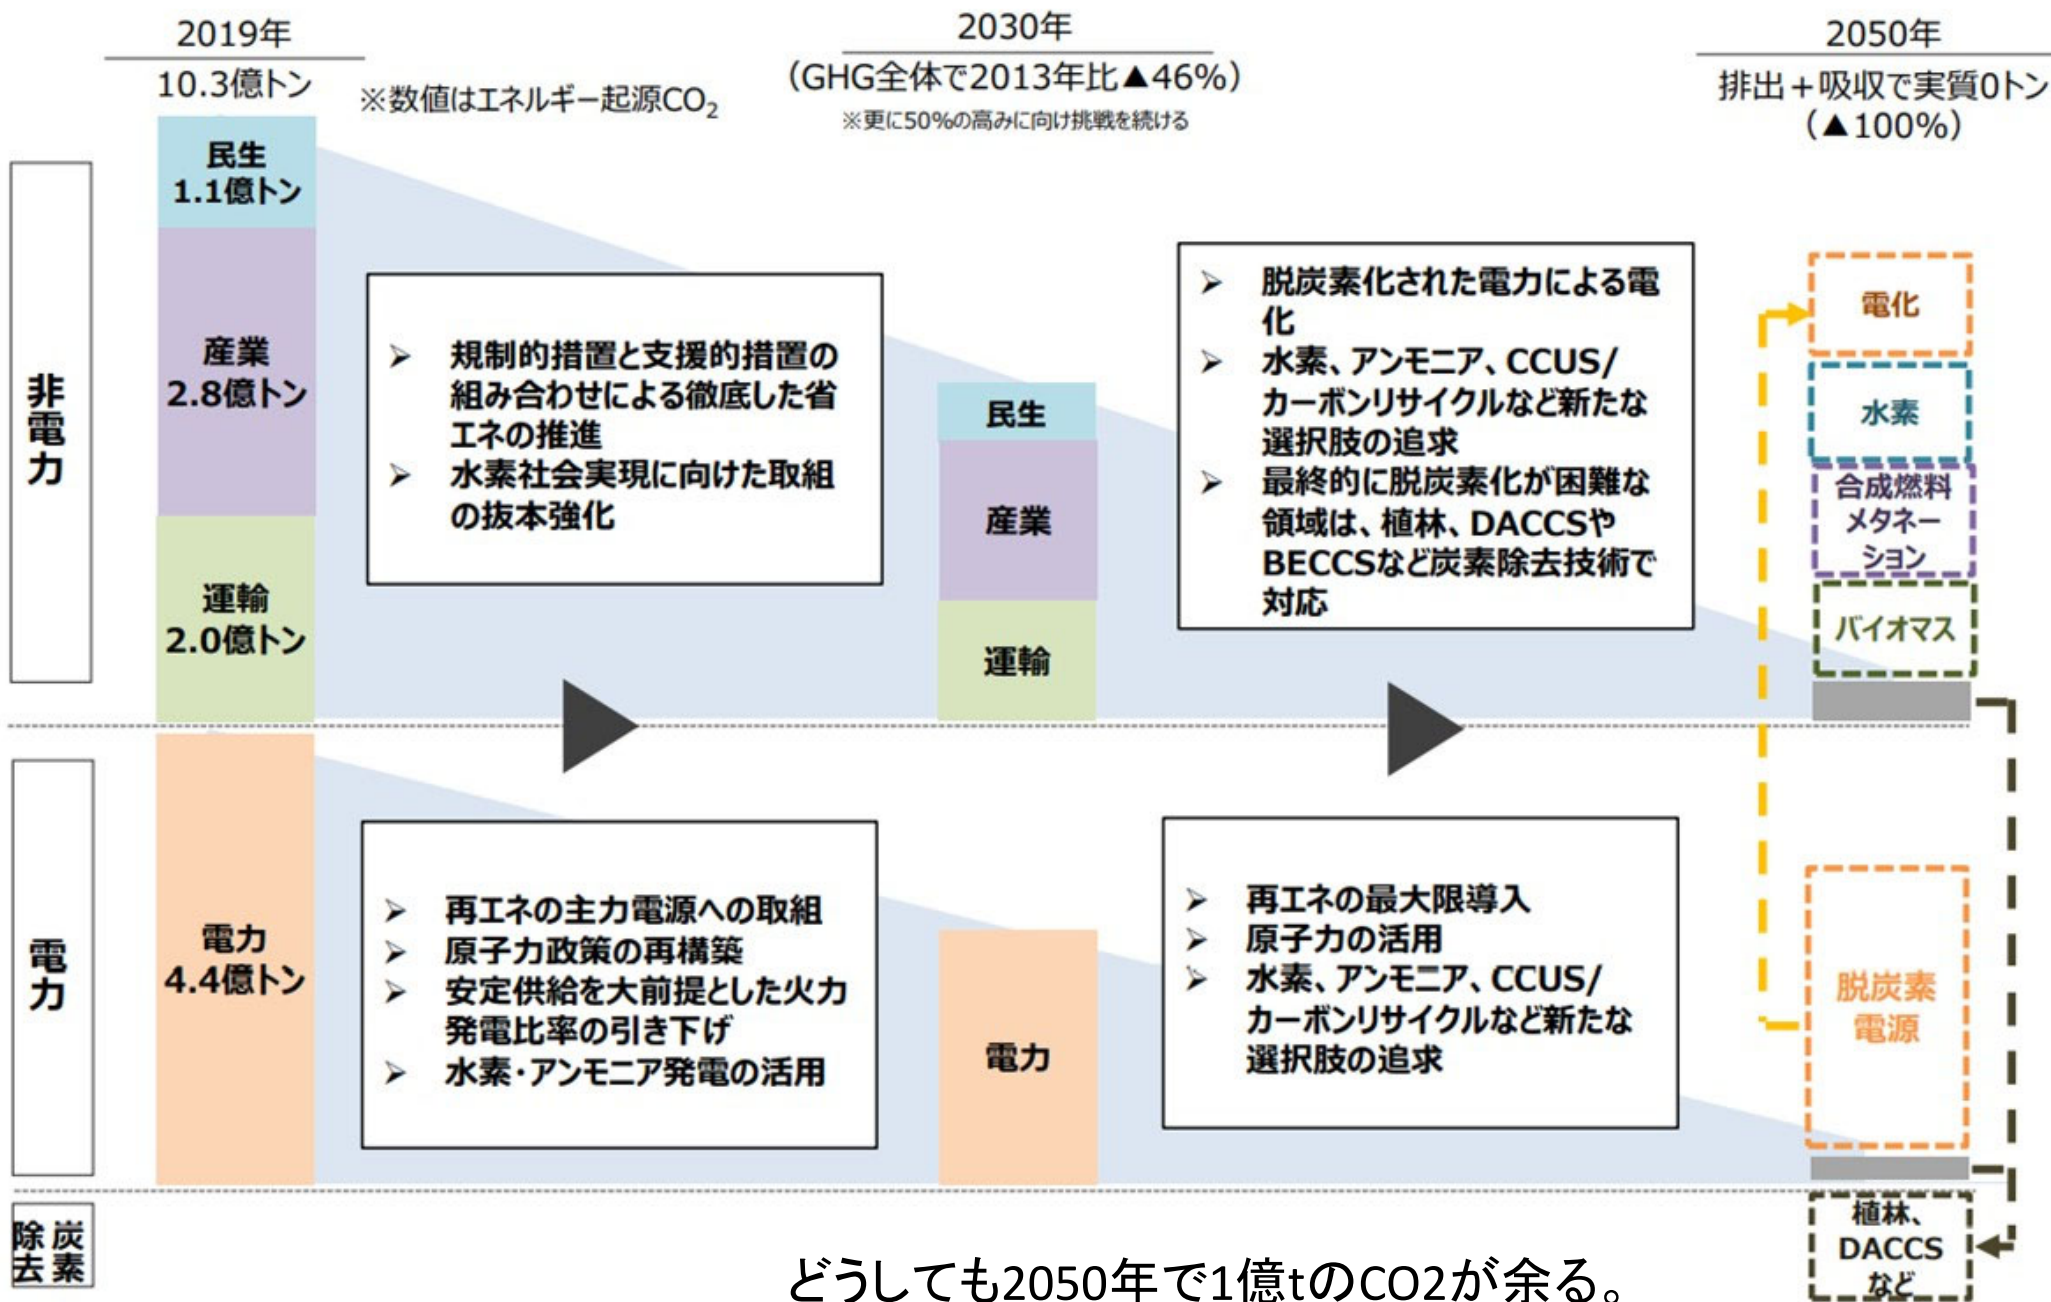 2019年
10.3億トン
※数値はエネルギー起源CO₂
2030年
（GHG全体で2013年比▲46%）
※更に50%の高みに向け挑戦を続ける
2050年
排出＋吸収で実質0トン
（▲100%）
非電力
民生
1.1億トン
産業
2.8億トン
運輸
2.0億トン
➢ 規制的措置と支援的措置の
組み合わせによる徹底した省
エネの推進
➢ 水素社会実現に向けた取組
の抜本強化
民生
産業
運輸
➢ 脱炭素化された電力による電
化
➢ 水素、アンモニア、CCUS/
カーボンリサイクルなど新たな
選択肢の追求
➢ 最終的に脱炭素化が困難な
領域は、植林、DACCSや
BECCSなど炭素除去技術で
対応
電化
水素
合成燃料
メタネー
ション
バイオマス
電力
電力
4.4億トン
➢ 再エネの主力電源への取組
➢ 原子力政策の再構築
➢ 安定供給を大前提とした火力
発電比率の引き下げ
➢ 水素・アンモニア発電の活用
電力
➢ 再エネの最大限導入
➢ 原子力の活用
➢ 水素、アンモニア、CCUS/
カーボンリサイクルなど新たな
選択肢の追求
脱炭素
電源
炭素除去
植林、
DACCS
など
どうしても2050年で1億tのCO2が余る。